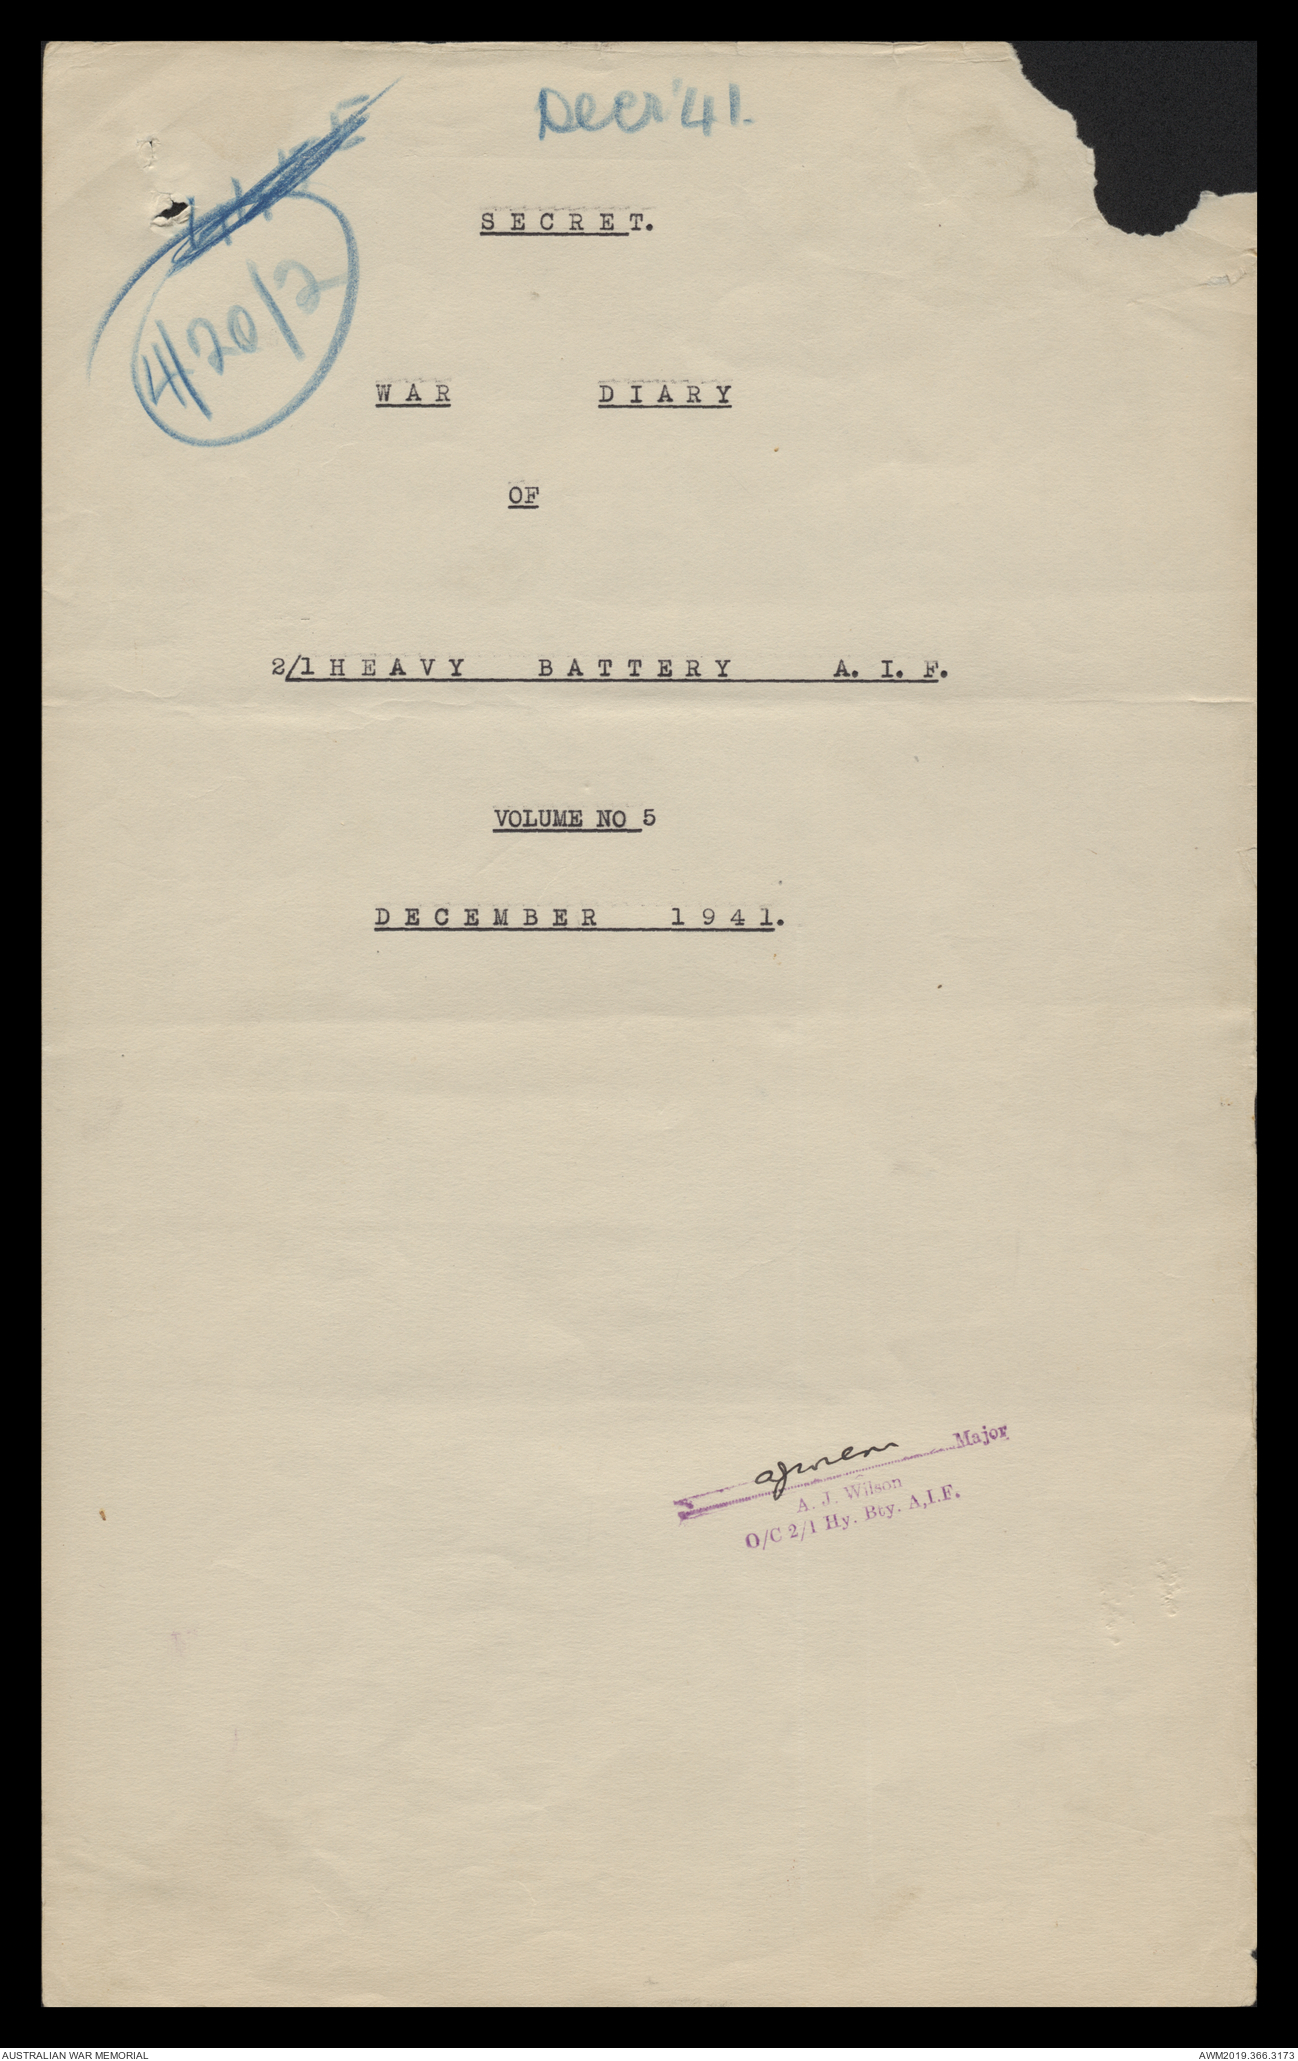 Decr '41.
SECRET.
4/20/2
WAR DIARY
OF
2/1 HEAVY BATTERY A. I. F.
VOLUME NO 5
DECEMBER 1941.
Major
A. J. Wilson
O/C 2/1 Hy. Bty. A,I.F.
AUSTRALIAN WAR MEMORIAL
AWM2019.366.3173